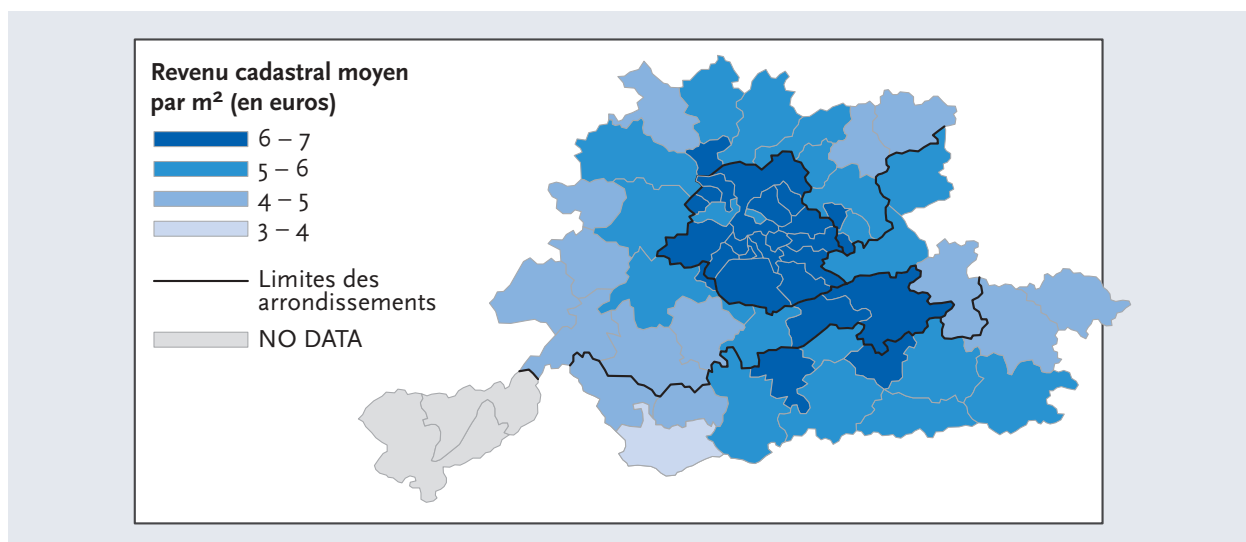 Revenu cadastral moyen
par m² (en euros)
6 – 7
5 – 6
4 – 5
3 – 4
Limites des
arrondissements
NO DATA